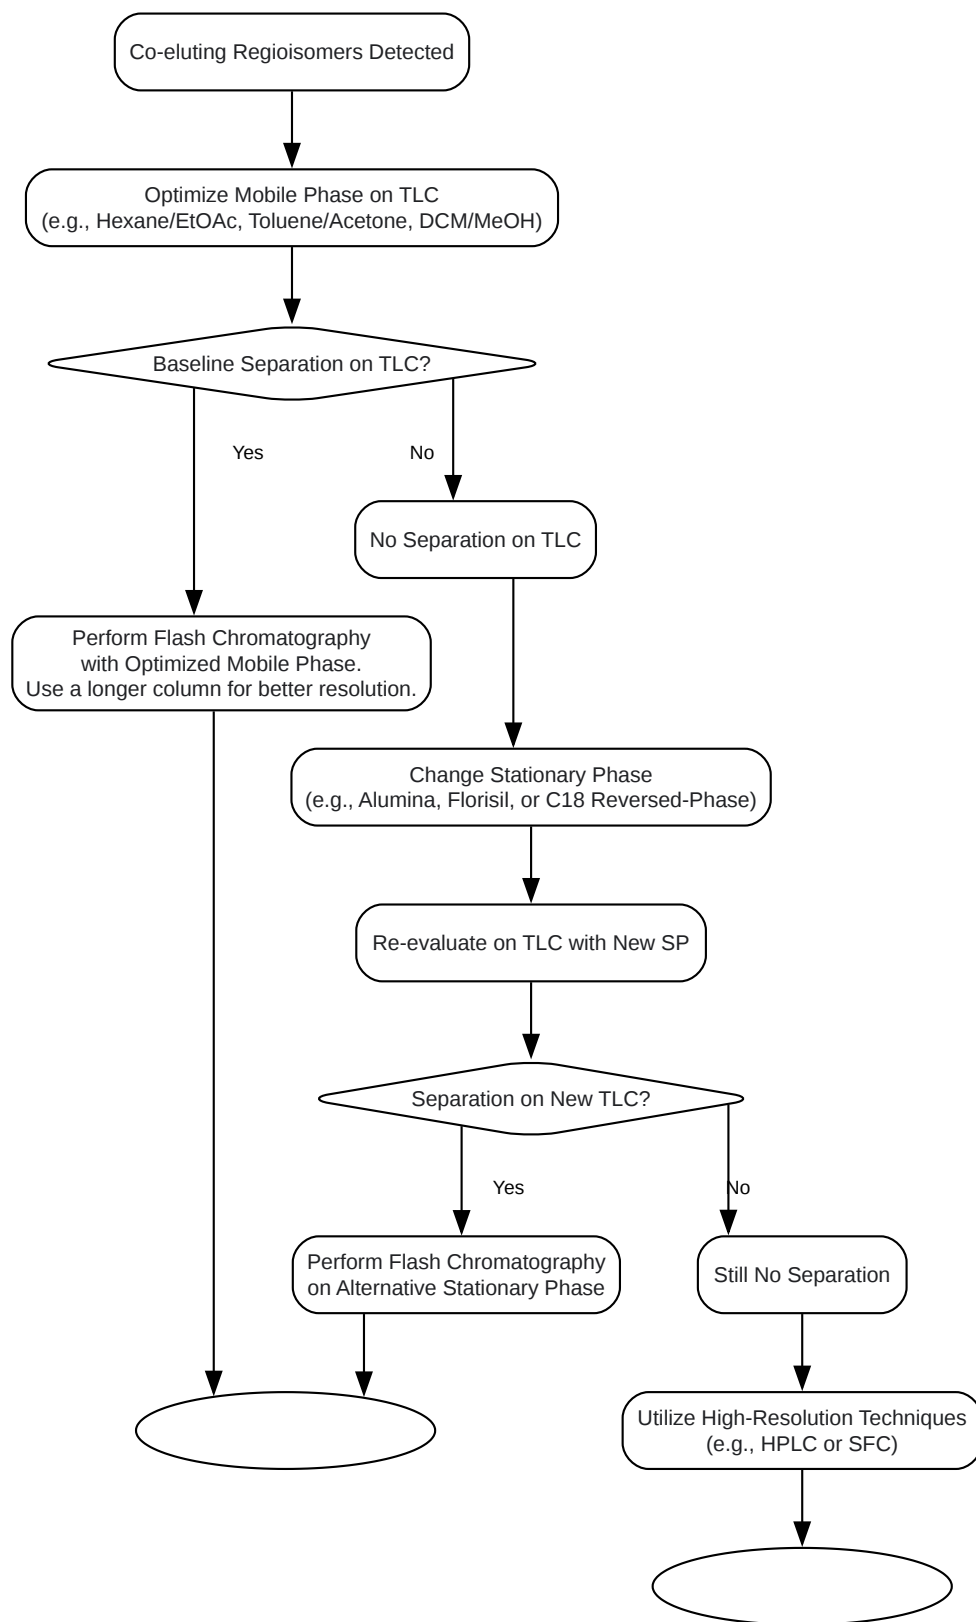 Co-eluting Regioisomers Detected
Optimize Mobile Phase on TLC
(e.g., Hexane/EtOAc, Toluene/Acetone, DCM/MeOH)
Baseline Separation on TLC?
Yes
No
No Separation on TLC
Perform Flash Chromatography
with Optimized Mobile Phase.
Use a longer column for better resolution.
Change Stationary Phase
(e.g., Alumina, Florisil, or C18 Reversed-Phase)
Re-evaluate on TLC with New SP
Separation on New TLC?
Yes
No
Perform Flash Chromatography
on Alternative Stationary Phase
Still No Separation
Utilize High-Resolution Techniques
(e.g., HPLC or SFC)